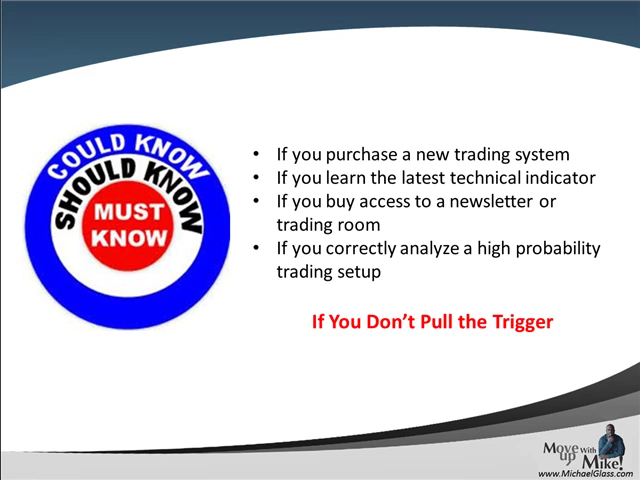 COULD KNOW
SHOULD KNOW
MUST
KNOW
• If you purchase a new trading system
• If you learn the latest technical indicator
• If you buy access to a newsletter or
trading room
• If you correctly analyze a high probability
trading setup
If You Don't Pull the Trigger
Move With
up Mike!
www.MichaelGlass.com